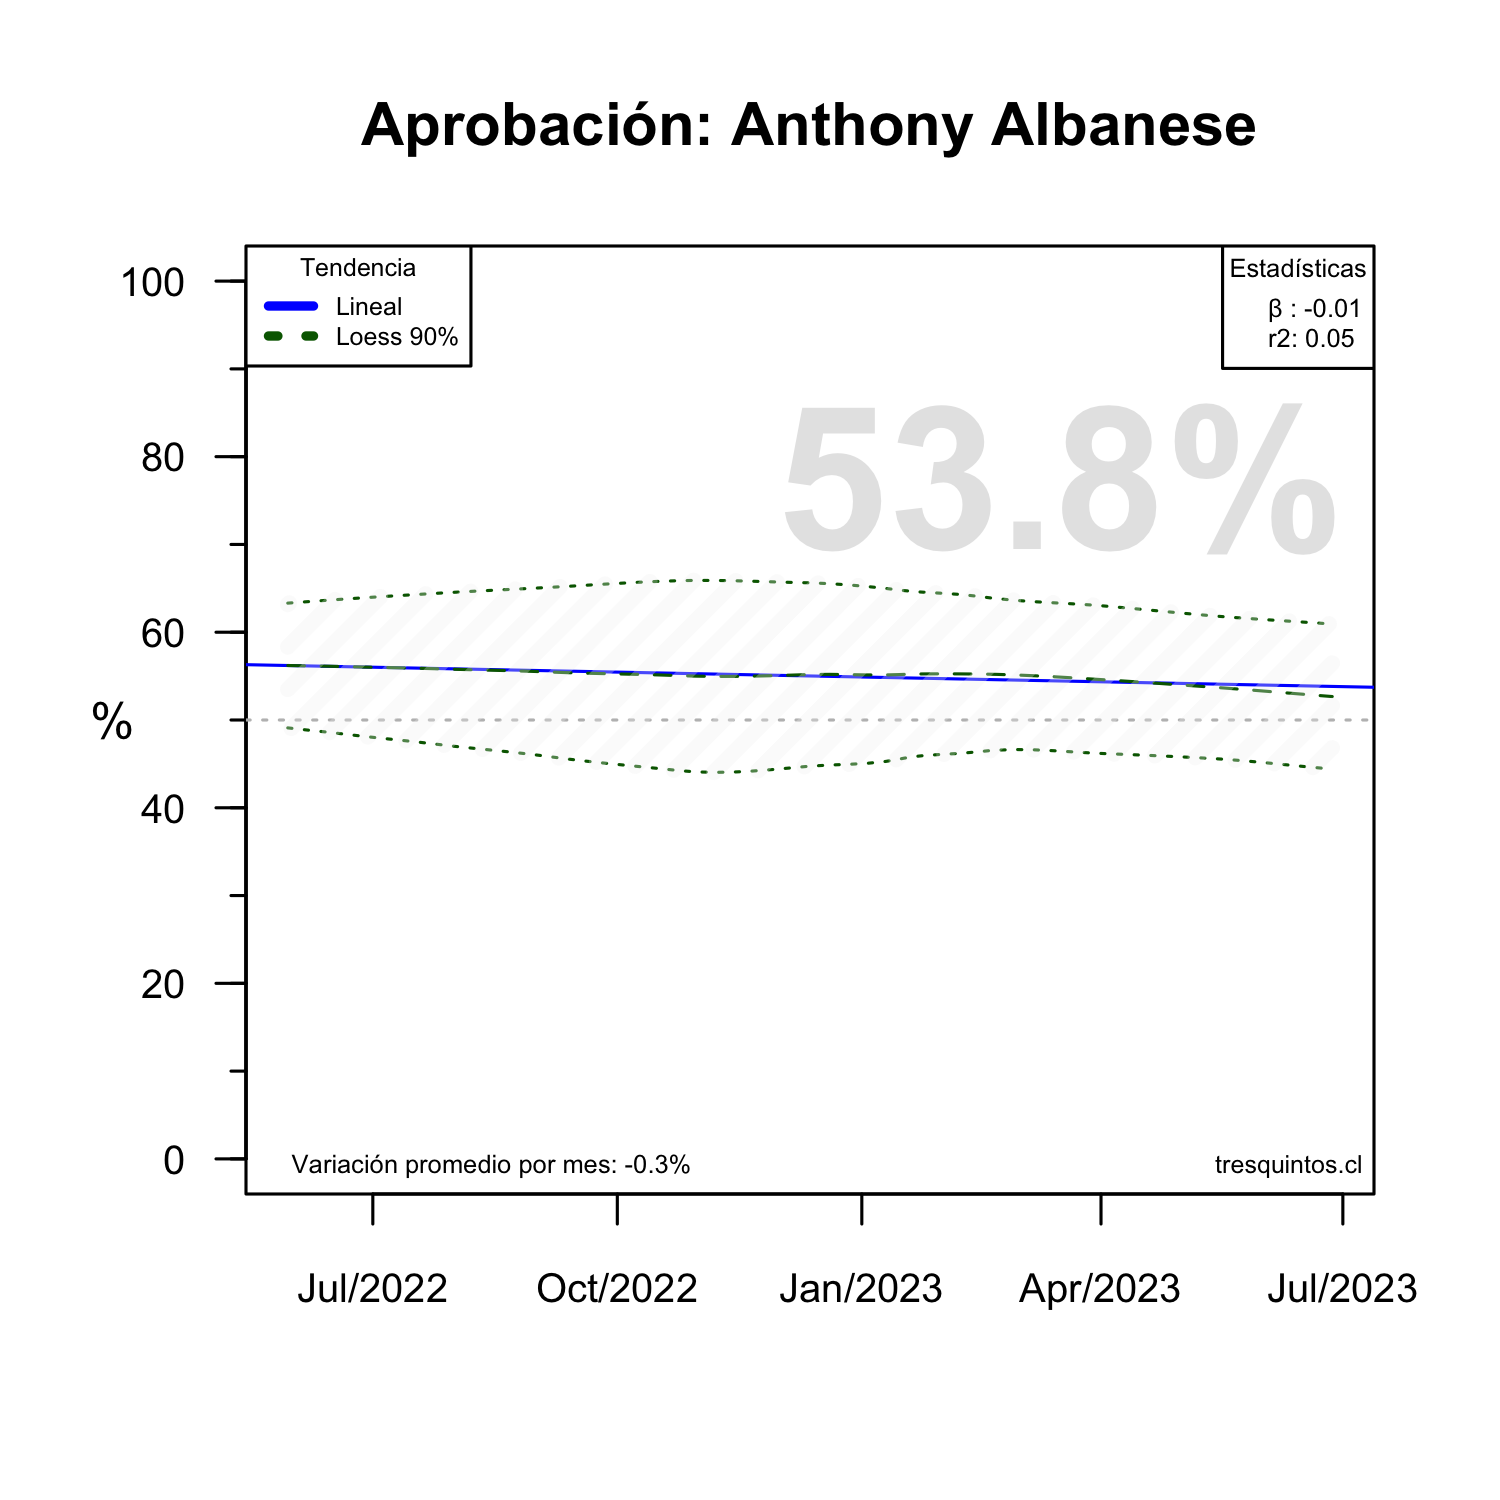 Aprobación: Anthony Albanese
Tendencia
Lineal
Loess 90%
Estadísticas
β : -0.01
r2: 0.05
53.8%
100
80
60
%
40
20
0
Variación promedio por mes: -0.3%
tresquintos.cl
Jul/2022 Oct/2022 Jan/2023 Apr/2023 Jul/2023